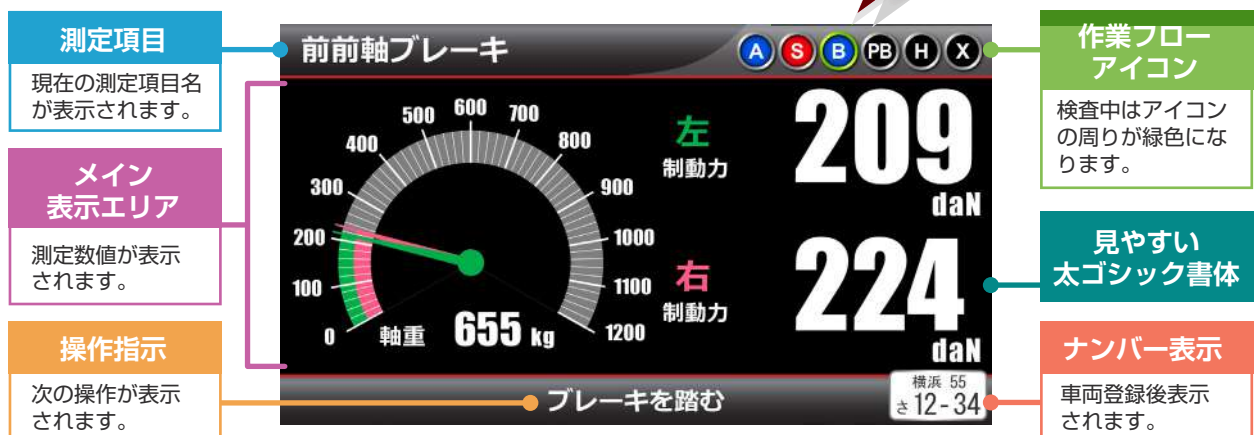 測定項目
現在の測定項目名
が表示されます。
メイン
表示エリア
測定数値が表示
されます。
操作指示
次の操作が表示
されます。
前前軸ブレーキ
A S B PB H X
0
100
200
300
400
500
600
700
800
900
1000
1100
1200
軸重 655 kg
左
制動力
209
daN
右
制動力
224
daN
ブレーキを踏む
横浜 55
さ 12-34
作業フロー
アイコン
検査中はアイコン
の周りが緑色にな
ります。
見やすい
太ゴシック書体
ナンバー表示
車両登録後表示
されます。